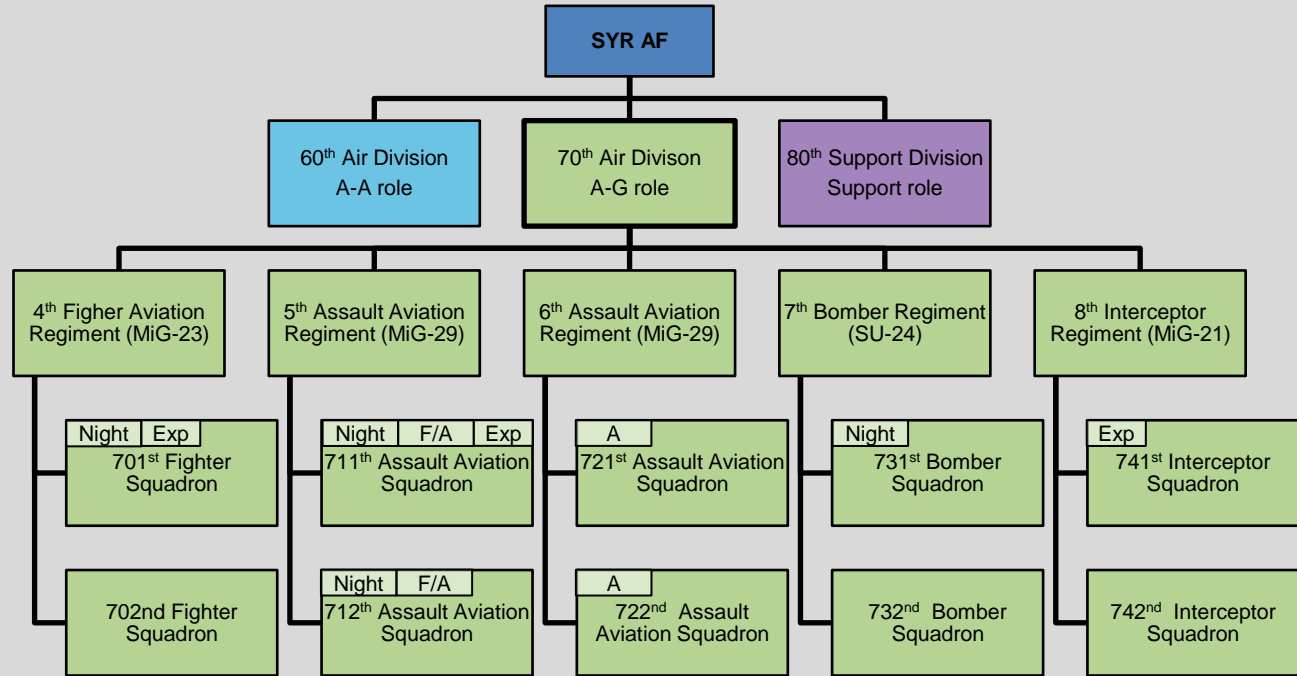 SYR AF
60th Air Division
A-A role
70th Air Divison
A-G role
80th Support Division
Support role
4th Figher Aviation
Regiment (MiG-23)
5th Assault Aviation
Regiment (MiG-29)
6th Assault Aviation
Regiment (MiG-29)
7th Bomber Regiment
(SU-24)
8th Interceptor
Regiment (MiG-21)
Night Exp
701st Fighter
Squadron
Night F/A Exp
711th Assault Aviation
Squadron
A
721st Assault Aviation
Squadron
Night
731st Bomber
Squadron
Exp
741st Interceptor
Squadron
702nd Fighter
Squadron
Night F/A
712th Assault Aviation
Squadron
A
722nd Assault
Aviation Squadron
732nd Bomber
Squadron
742nd Interceptor
Squadron